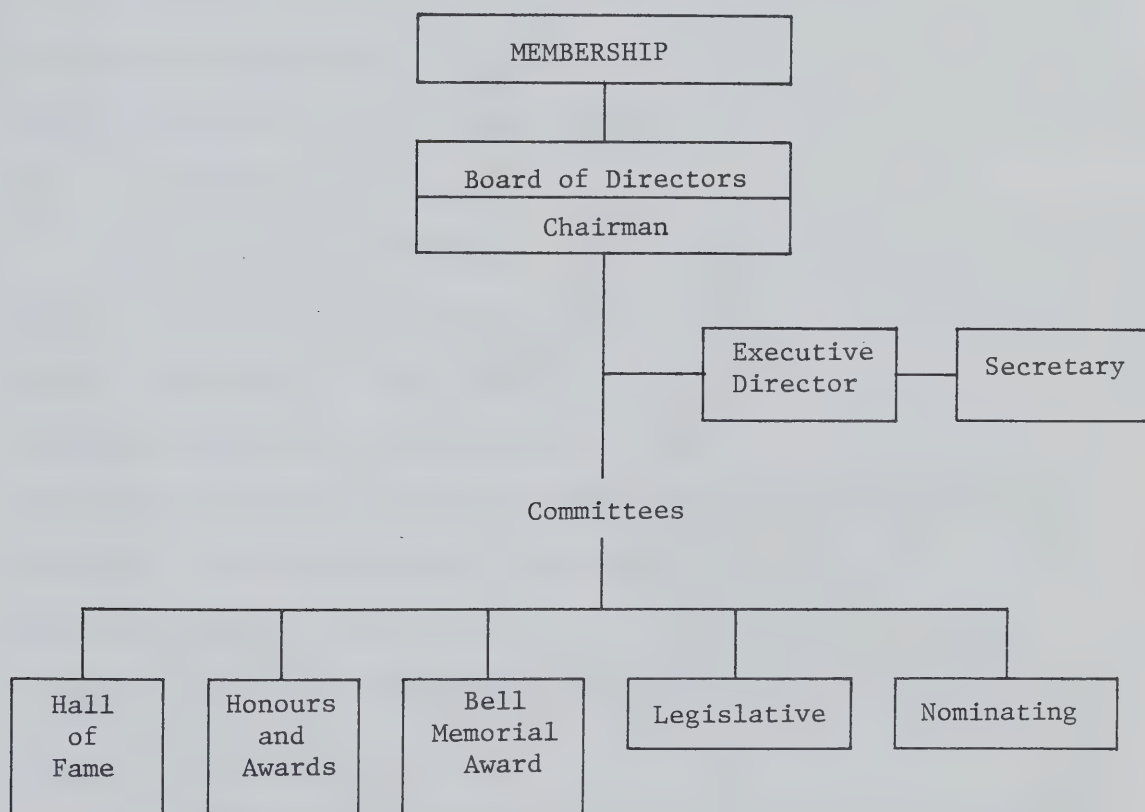 MEMBERSHIP
Board of Directors
Chairman
Executive
Director
Secretary
Committees
Hall
of
Fame
Honours
and
Awards
Bell
Memorial
Award
Legislative
Nominating